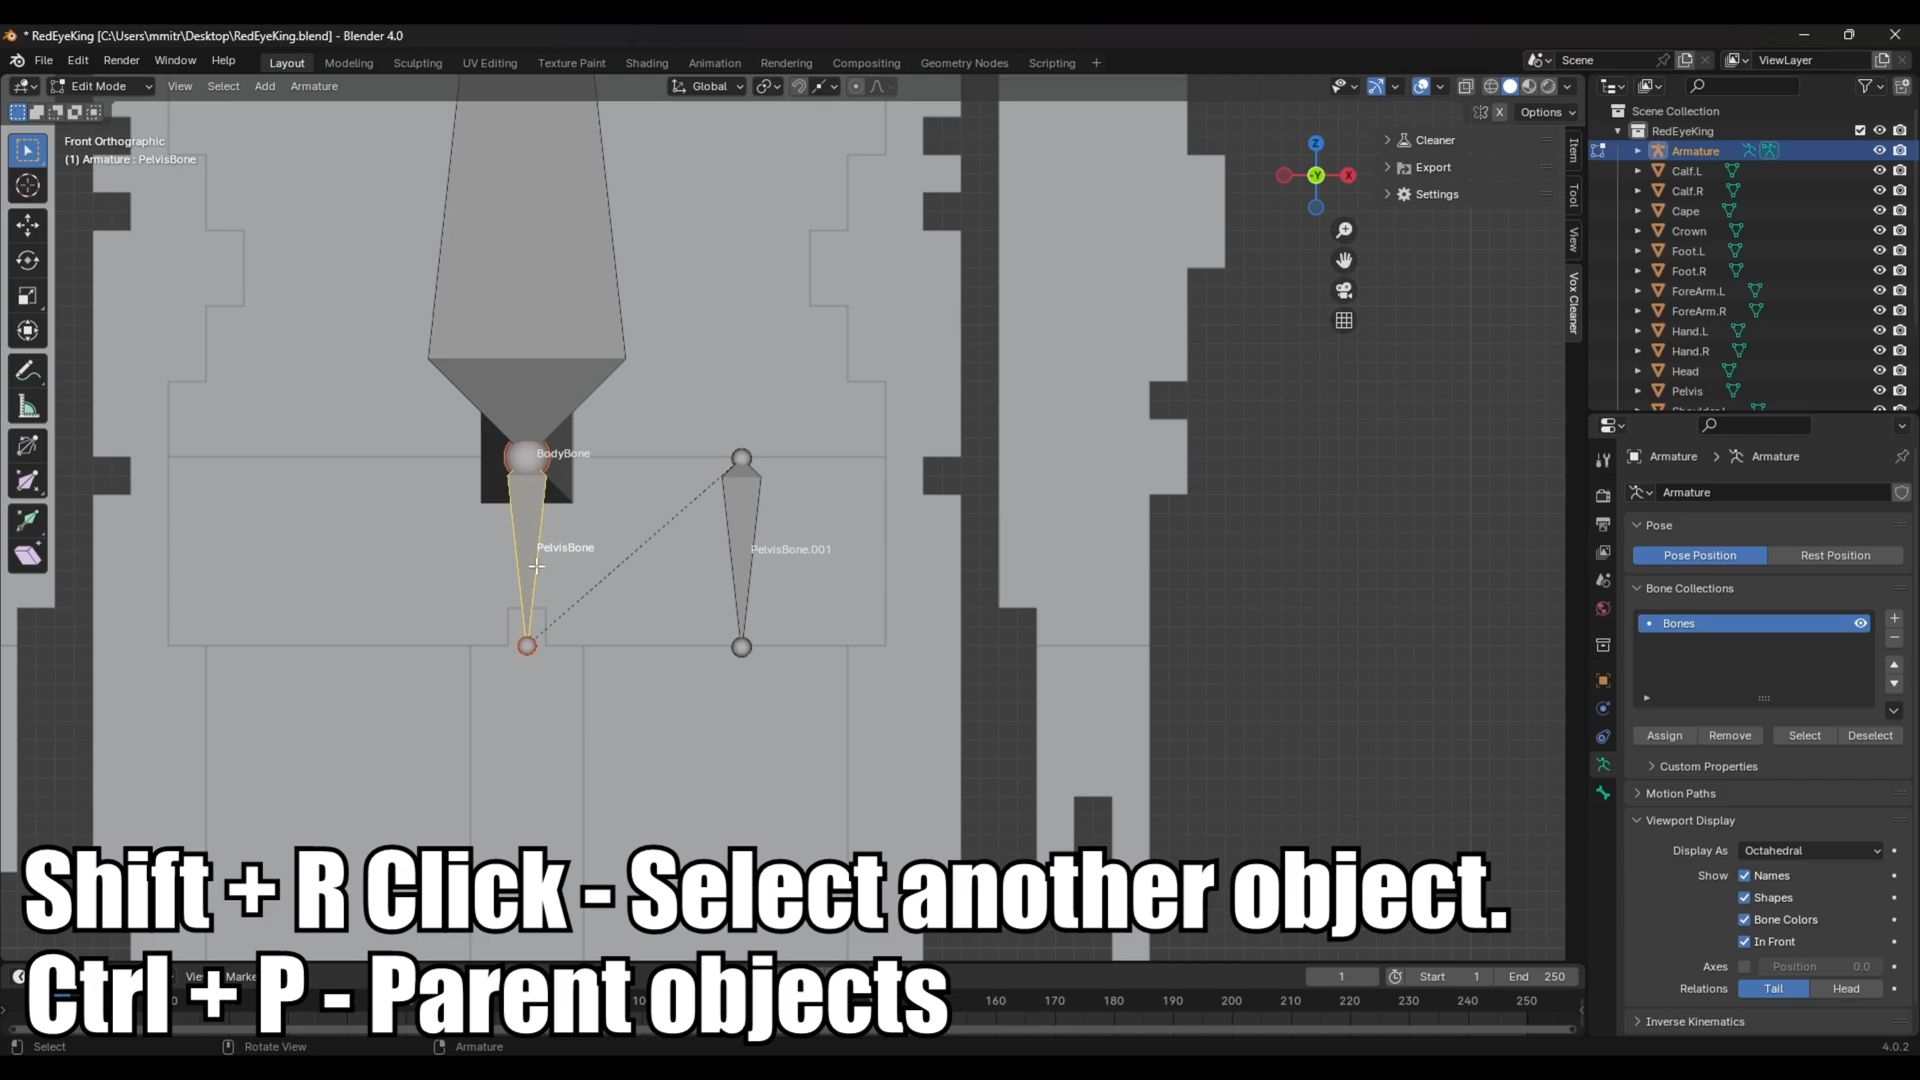 * RedEyeKing [C:\Users\mmitr\Desktop\RedEyeKing.blend] - Blender 4.0
File Edit Render Window Help Layout Modeling Sculpting UV Editing Texture Paint Shading Animation Rendering Compositing Geometry Nodes Scripting + Scene ViewLayer
Edit Mode View Select Add Armature Global
X Options
Front Orthographic
(1) Armature : PelvisBone
Z
-Y
X
Cleaner
Export
Settings
Item
Tool
View
Vox Cleaner
BodyBone
PelvisBone
PelvisBone.001
Scene Collection
RedEyeKing
Armature
Calf.L
Calf.R
Cape
Crown
Foot.L
Foot.R
ForeArm.L
ForeArm.R
Hand.L
Hand.R
Head
Pelvis
Armature > Armature
Armature
Pose
Pose Position Rest Position
Bone Collections
Bones
Assign Remove Select Deselect
Custom Properties
Motion Paths
Viewport Display
Display As Octahedral
Show Names
Shapes
Bone Colors
In Front
Axes Position 0.0
Relations Tail Head
Inverse Kinematics
Shift + R Click - Select another object.
Ctrl + P - Parent objects
1 Start 1 End 250
160 170 180 190 200 210 220 230 240 250
Select Rotate View Armature 4.0.2